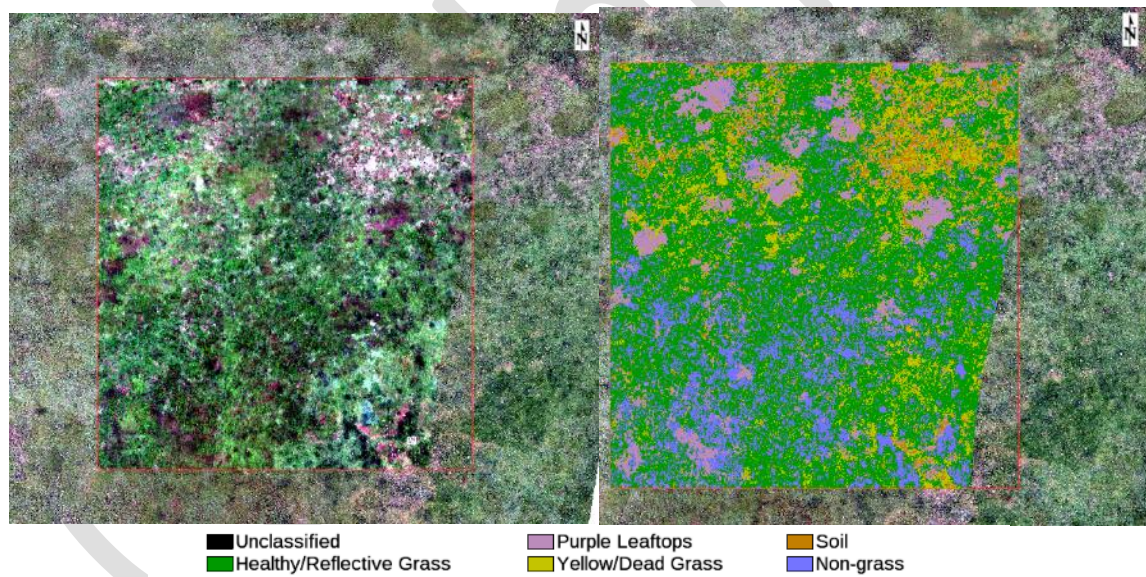 N
N
Unclassified
Purple Leaftops
Soil
Healthy/Reflective Grass
Yellow/Dead Grass
Non-grass